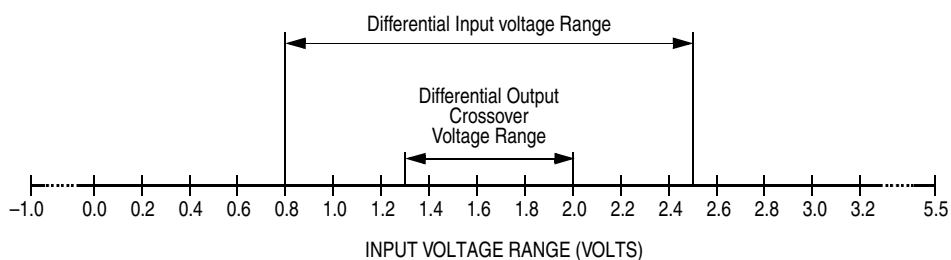 Differential Input voltage Range
Differential Output
Crossover
Voltage Range
–1.0 0.0 0.2 0.4 0.6 0.8 1.0 1.2 1.4 1.6 1.8 2.0 2.2 2.4 2.6 2.8 3.0 3.2 5.5
INPUT VOLTAGE RANGE (VOLTS)